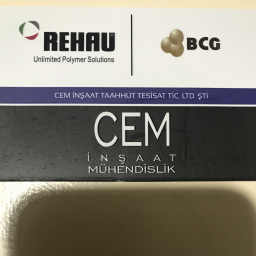 REHAU
Unlimited Polymer Solutions
BCG
CEM İNŞAAT TAAHHÜT TESİSAT TİC. LTD. ŞTİ
CEM
İNŞAAT
MÜHENDİSLİK